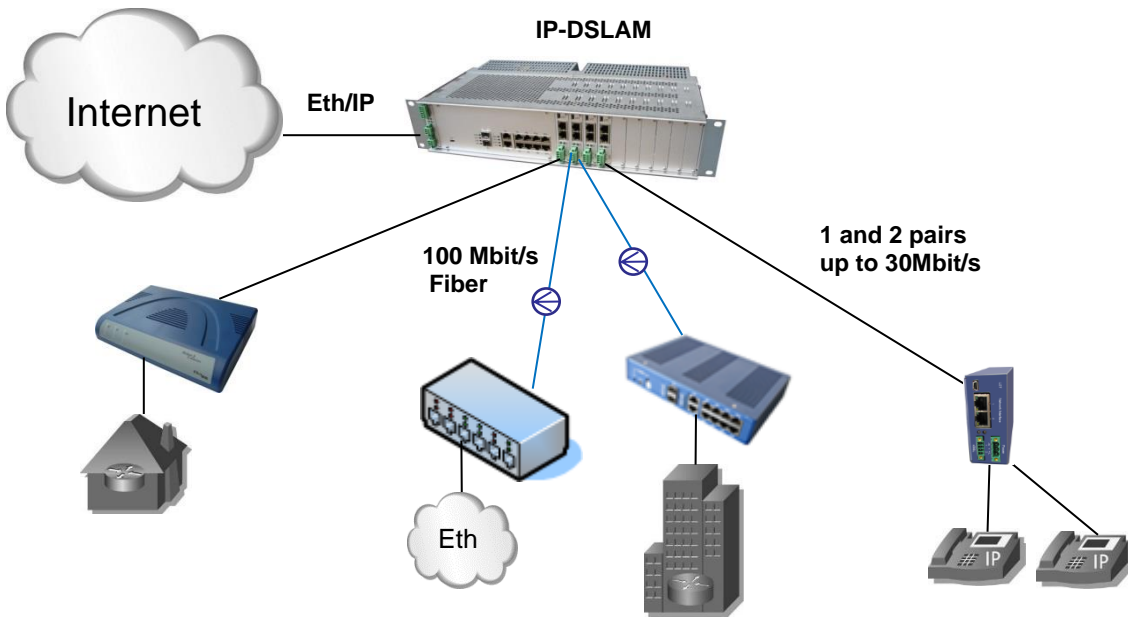 IP-DSLAM
Internet
Eth/IP
1 and 2 pairs
up to 30Mbit/s
100 Mbit/s
Fiber
Eth
IP
IP